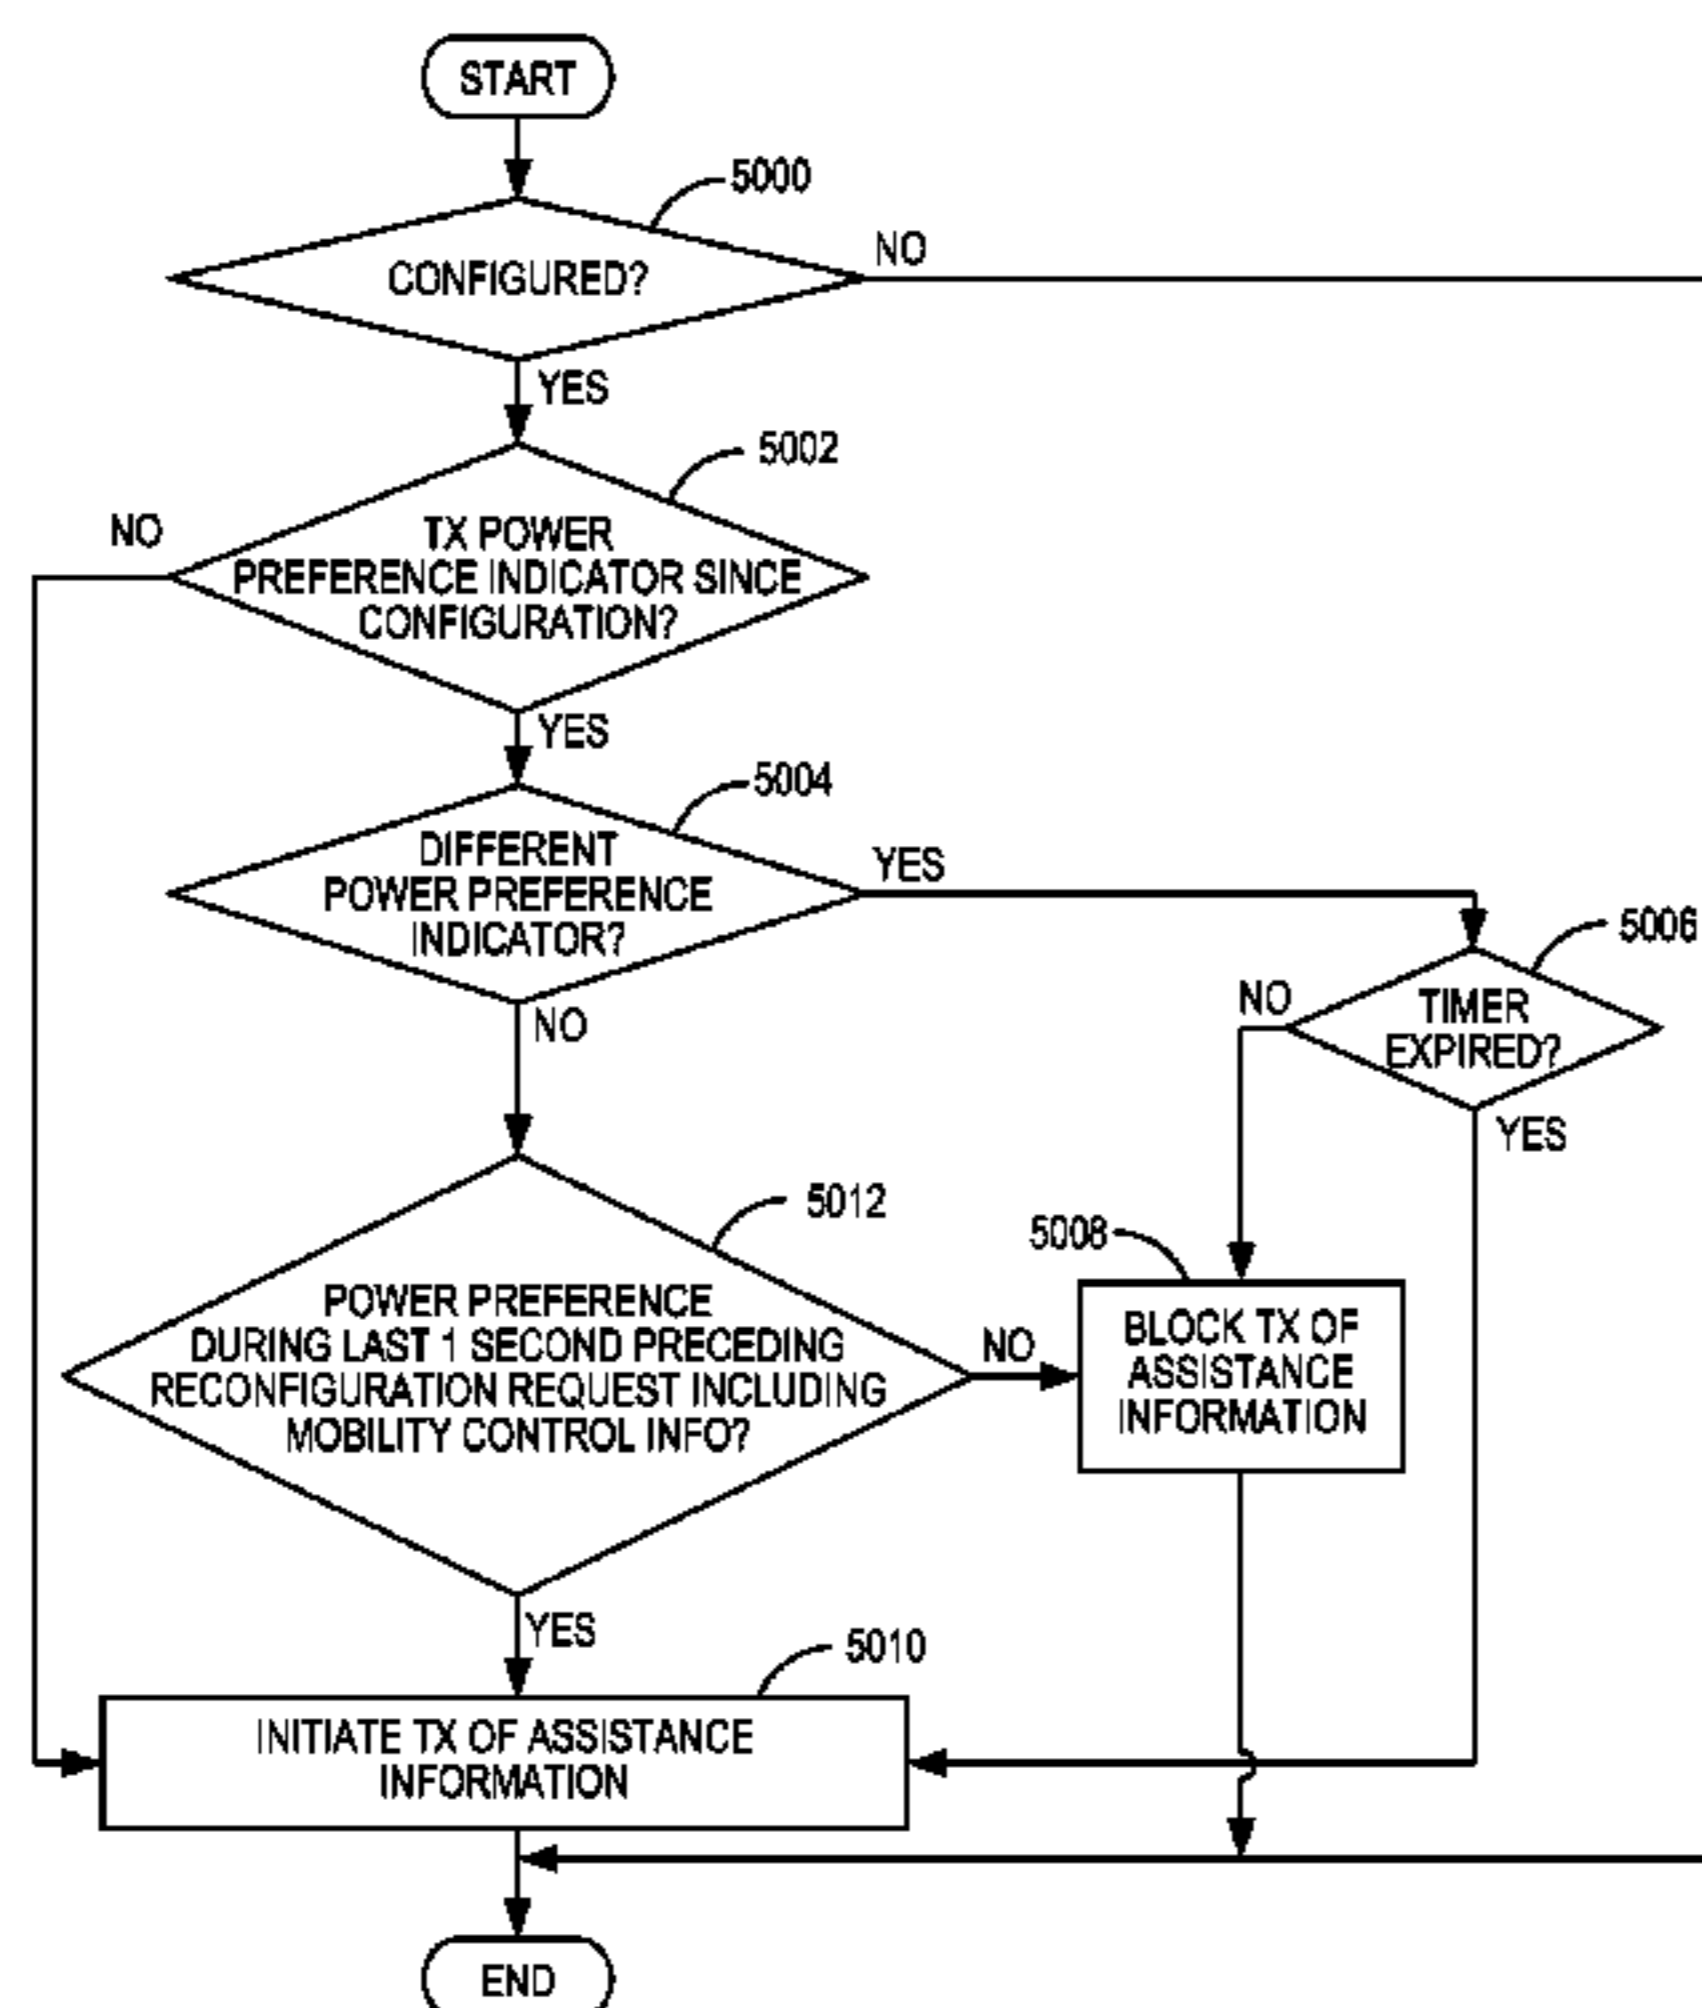 START
5000
CONFIGURED?
NO
YES
5002
NO
TX POWER
PREFERENCE INDICATOR SINCE
CONFIGURATION?
YES
5004
DIFFERENT
POWER PREFERENCE
INDICATOR?
YES
5006
NO
TIMER
EXPIRED?
YES
NO
5012
5008
POWER PREFERENCE
DURING LAST 1 SECOND PRECEDING
RECONFIGURATION REQUEST INCLUDING
MOBILITY CONTROL INFO?
NO
BLOCK TX OF
ASSISTANCE
INFORMATION
YES
5010
INITIATE TX OF ASSISTANCE
INFORMATION
END